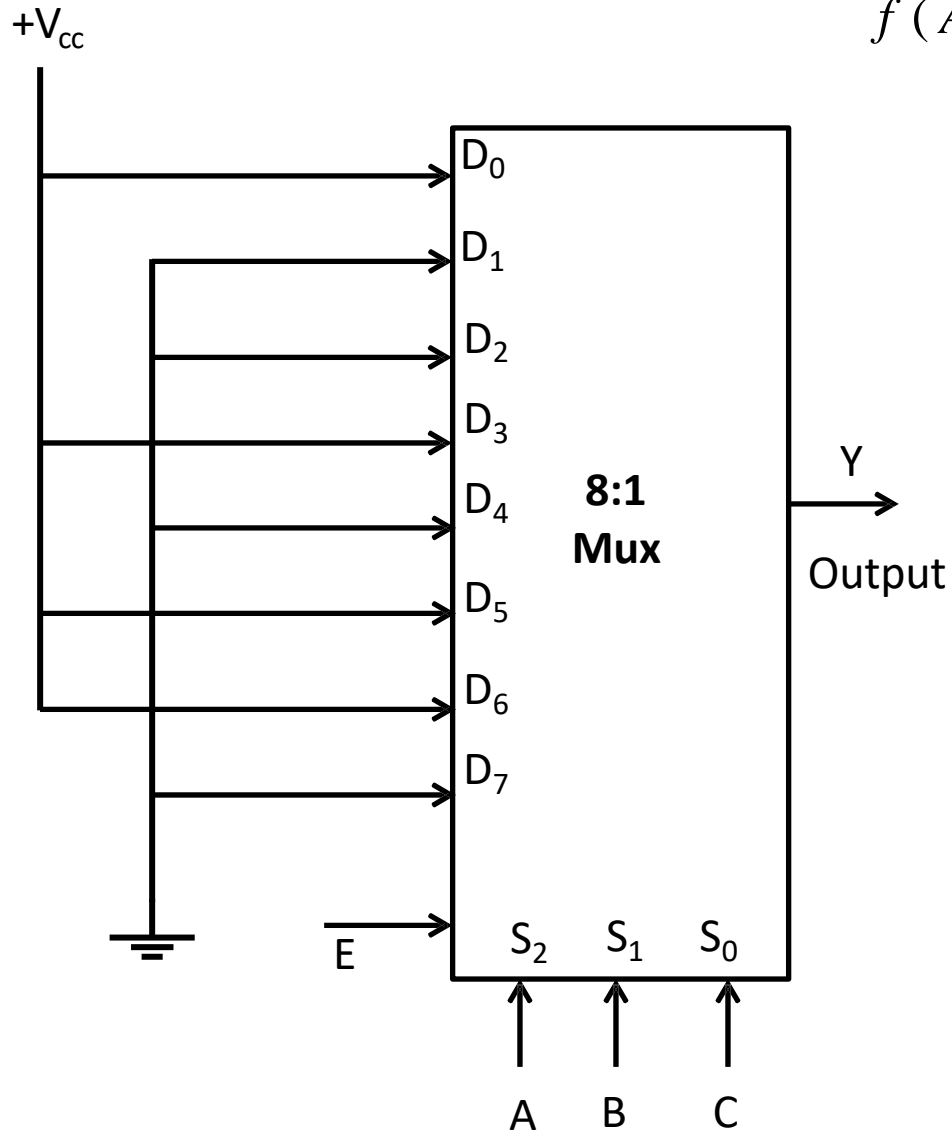 +Vcc
f ( A
D0
D1
D2
D3
D4
D5
D6
D7
8:1
Mux
Y
Output
E
S2 S1 S0
A B C